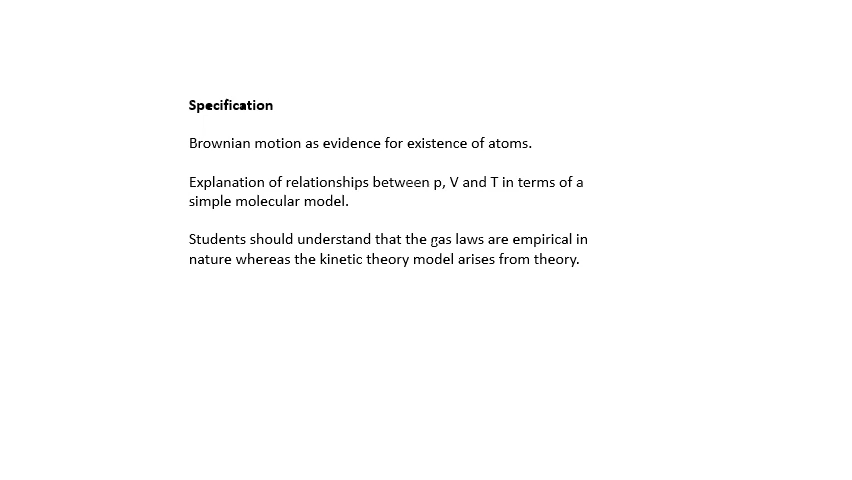 Specification
Brownian motion as evidence for existence of atoms.
Explanation of relationships between p, V and T in terms of a
simple molecular model.
Students should understand that the gas laws are empirical in
nature whereas the kinetic theory model arises from theory.